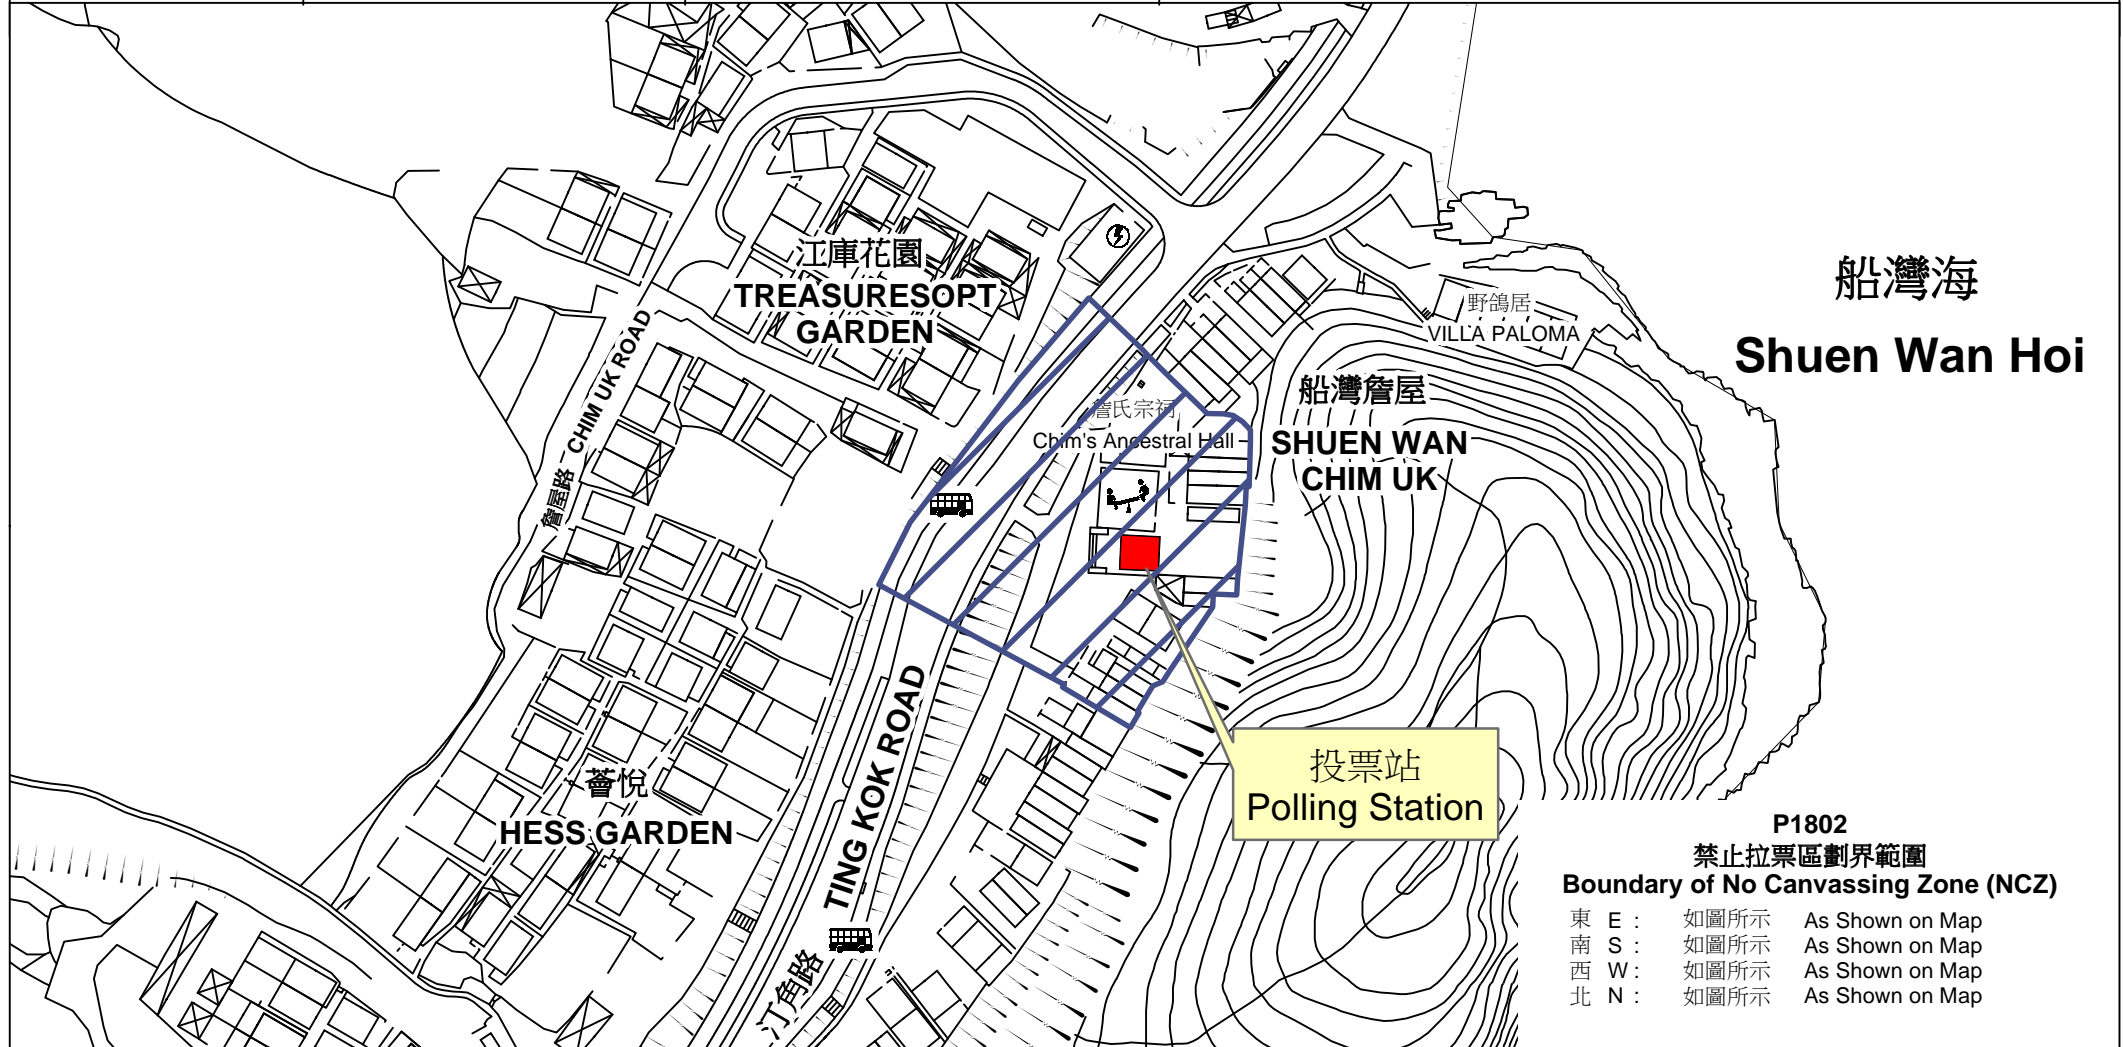 江庫花園
TREASURESOPT
GARDEN
詹屋路 CHIM UK ROAD
野鴿居
VILLA PALOMA
船灣海
Shuen Wan Hoi
詹氏宗祠
Chim's Ancestral Hall
船灣詹屋
SHUEN WAN
CHIM UK
薈悅
HESS GARDEN
汀角路 TING KOK ROAD
投票站
Polling Station
P1802
禁止拉票區劃界範圍
Boundary of No Canvassing Zone (NCZ)
東 E : 如圖所示 As Shown on Map
南 S : 如圖所示 As Shown on Map
西 W : 如圖所示 As Shown on Map
北 N : 如圖所示 As Shown on Map